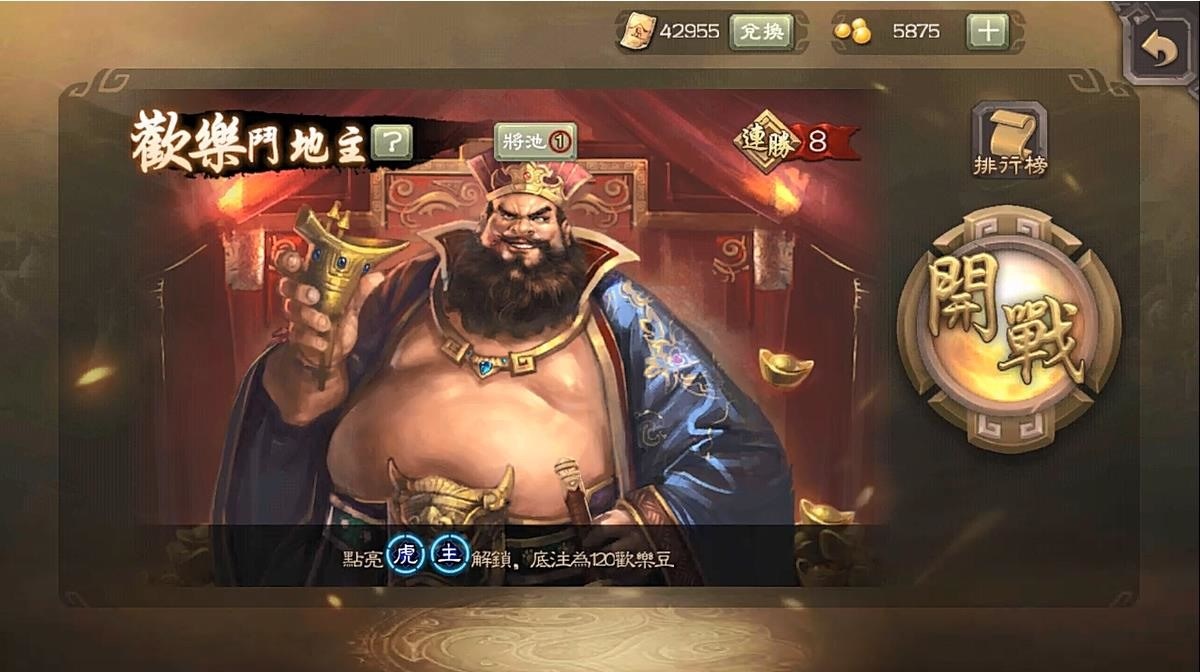 42955 兌換 5875
歡樂鬥地主 ? 將池① 連勝 8
排行榜
開戰
點亮虎主解鎖，底注為120歡樂豆